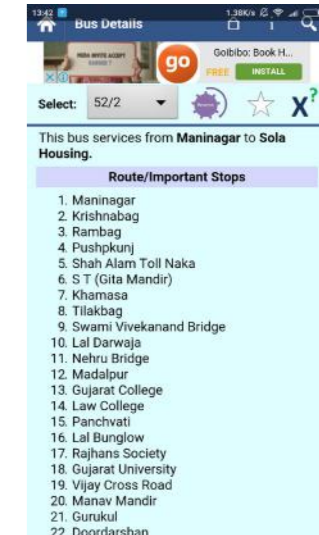 13:42 1.38K/s
Bus Details
Goibibo: Book H...
go
FREE INSTALL
Select: 52/2
X?
This bus services from Maninagar to Sola
Housing.
Route/Important Stops
1. Maninagar
2. Krishnabag
3. Rambag
4. Pushpkunj
5. Shah Alam Toll Naka
6. S T (Gita Mandir)
7. Khamasa
8. Tilakbag
9. Swami Vivekanand Bridge
10. Lal Darwaja
11. Nehru Bridge
12. Madalpur
13. Gujarat College
14. Law College
15. Panchvati
16. Lal Bunglow
17. Rajhans Society
18. Gujarat University
19. Vijay Cross Road
20. Manav Mandir
21. Gurukul
22. Doordarshan